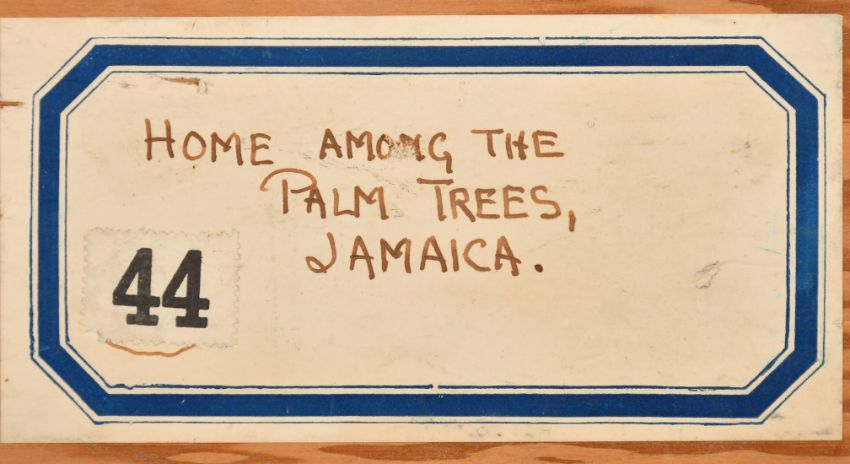 HOME AMONG THE
PALM TREES,
JAMAICA.
44